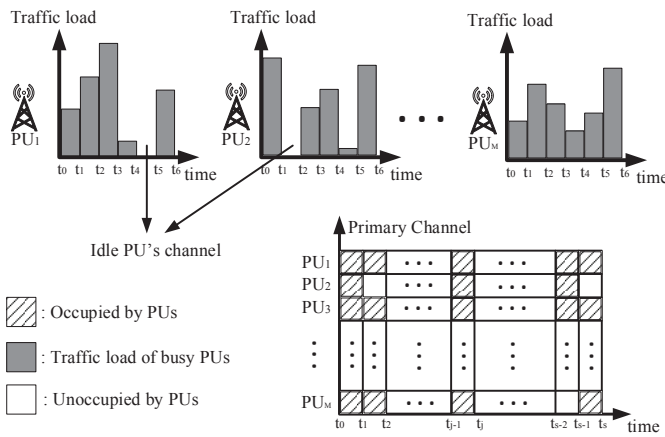 Traffic load
Traffic load
Traffic load
PU1
PU2
• • •
PUM
t0 t1 t2 t3 t4 t5 t6 time
t0 t1 t2 t3 t4 t5 t6 time
t0 t1 t2 t3 t4 t5 t6 time
Idle PU's channel
: Occupied by PUs
: Traffic load of busy PUs
: Unoccupied by PUs
Primary Channel
PU1
PU2
PU3
PUM
t0 t1 t2 tj-1 tj ts-2 ts-1 ts time